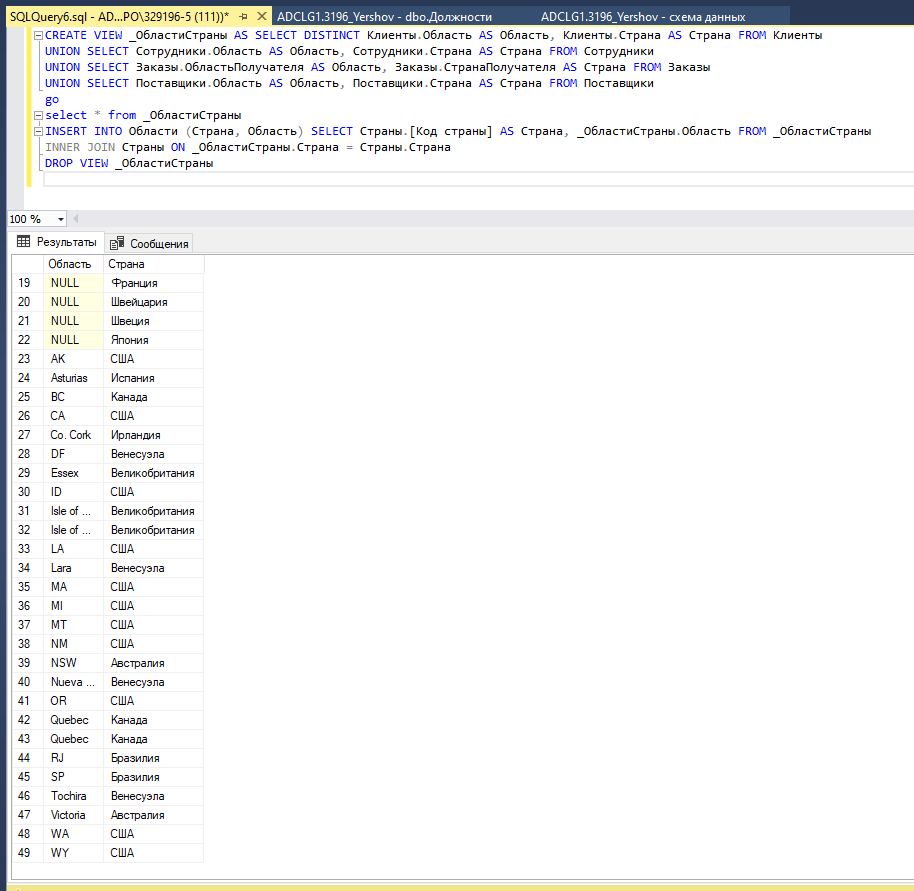 SQLQuery6.sql - AD...PO\329196-5 (111))* ADCLG1.3196_Yershov - dbo.Должности ADCLG1.3196_Yershov - схема данных
CREATE VIEW _ОбластиСтраны AS SELECT DISTINCT Клиенты.Область AS Область, Клиенты.Страна AS Страна FROM Клиенты
UNION SELECT Сотрудники.Область AS Область, Сотрудники.Страна AS Страна FROM Сотрудники
UNION SELECT Заказы.ОбластьПолучателя AS Область, Заказы.СтранаПолучателя AS Страна FROM Заказы
UNION SELECT Поставщики.Область AS Область, Поставщики.Страна AS Страна FROM Поставщики
go
select * from _ОбластиСтраны
INSERT INTO Области (Страна, Область) SELECT Страны.[Код страны] AS Страна, _ОбластиСтраны.Область FROM _ОбластиСтраны
INNER JOIN Страны ON _ОбластиСтраны.Страна = Страны.Страна
DROP VIEW _ОбластиСтраны
100 %
Результаты Сообщения
Область Страна
19 NULL Франция
20 NULL Швейцария
21 NULL Швеция
22 NULL Япония
23 AK США
24 Asturias Испания
25 BC Канада
26 CA США
27 Co. Cork Ирландия
28 DF Венесуэла
29 Essex Великобритания
30 ID США
31 Isle of ... Великобритания
32 Isle of ... Великобритания
33 LA США
34 Lara Венесуэла
35 MA США
36 MI США
37 MT США
38 NM США
39 NSW Австралия
40 Nueva ... Венесуэла
41 OR США
42 Quebec Канада
43 Quebec Канада
44 RJ Бразилия
45 SP Бразилия
46 Tochira Венесуэла
47 Victoria Австралия
48 WA США
49 WY США